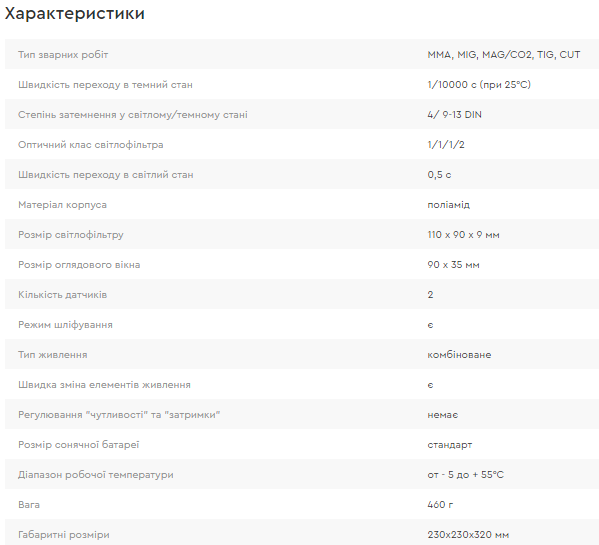 Характеристики
Тип зварних робіт MMA, MIG, MAG/CO2, TIG, CUT
Швидкість переходу в темний стан 1/10000 с (при 25°C)
Степінь затемнення у світлому/темному стані 4/ 9-13 DIN
Оптичний клас світлофільтра 1/1/1/2
Швидкість переходу в світлий стан 0,5 с
Матеріал корпуса поліамід
Розмір світлофільтру 110 x 90 x 9 мм
Розмір оглядового вікна 90 x 35 мм
Кількість датчиків 2
Режим шліфування є
Тип живлення комбіноване
Швидка зміна елементів живлення є
Регулювання "чутливості" та "затримки" немає
Розмір сонячної батареї стандарт
Діапазон робочої температури от - 5 до + 55°C
Вага 460 г
Габаритні розміри 230x230x320 мм